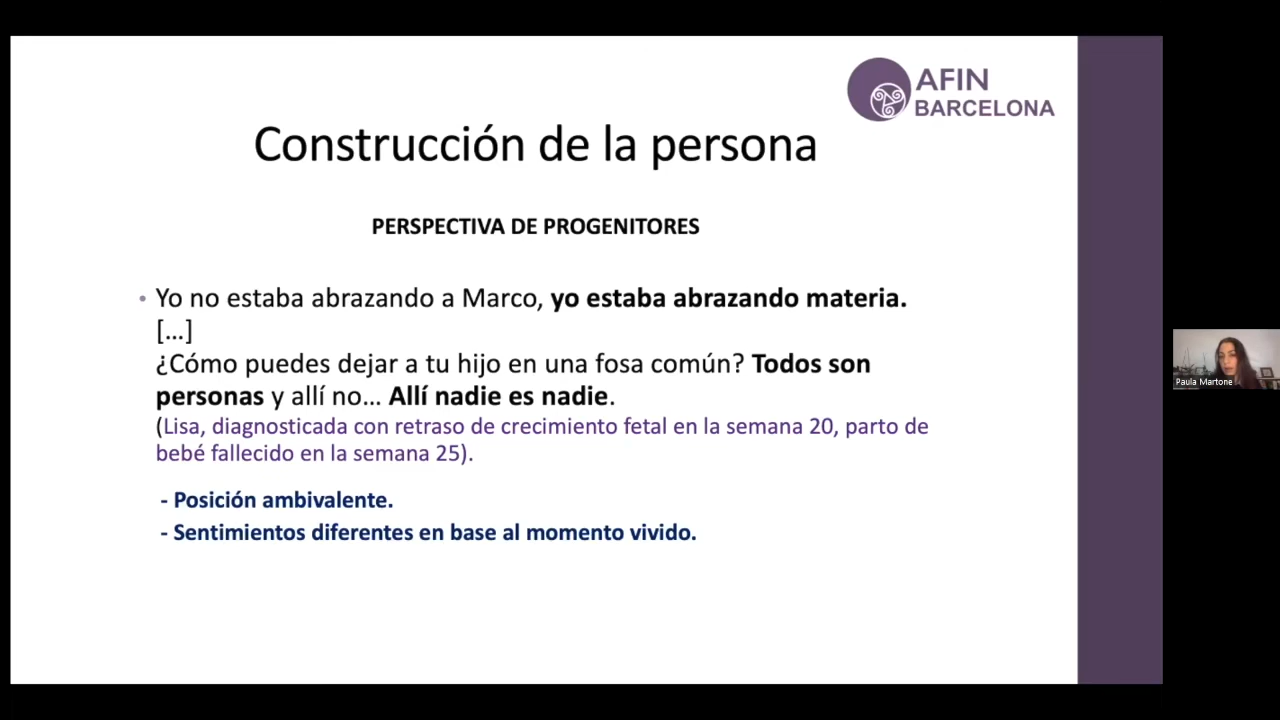 AFIN
BARCELONA
Construcción de la persona
PERSPECTIVA DE PROGENITORES
• Yo no estaba abrazando a Marco, yo estaba abrazando materia.
[...]
¿Cómo puedes dejar a tu hijo en una fosa común? Todos son
personas y allí no... Allí nadie es nadie.
(Lisa, diagnosticada con retraso de crecimiento fetal en la semana 20, parto de
bebé fallecido en la semana 25).
- Posición ambivalente.
- Sentimientos diferentes en base al momento vivido.
Paula Martone